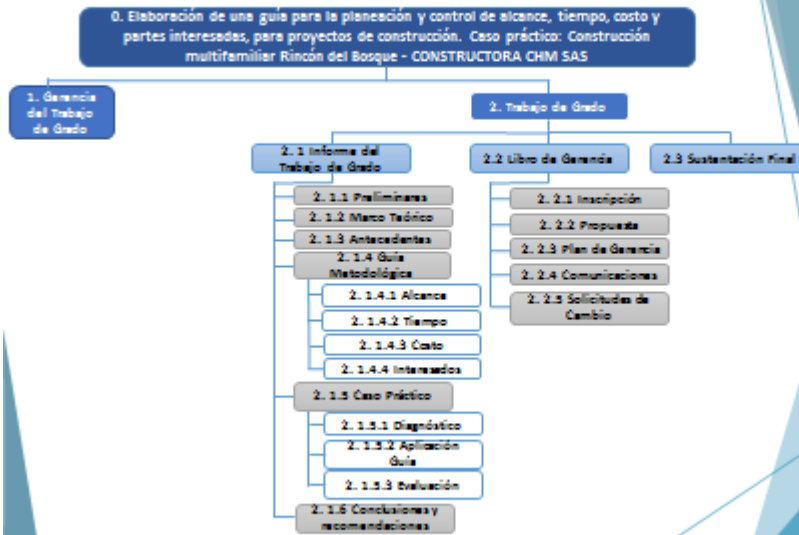 0. Elaboración de una guía para la planeación y control de alcance, tiempo, costo y
partes interesadas, para proyectos de construcción. Caso práctico: Construcción
multifamiliar Rincón del Bosque - CONSTRUCTORA CHM SAS
1. Gerencia
del Trabajo
de Grado
2. Trabajo de Grado
2. 1 Informe del
Trabajo de Grado
2.2 Libro de Gerencia
2.3 Sustentación Final
2. 1.1 Preliminares
2. 1.2 Marco Teórico
2. 1.3 Antecedentes
2. 1.4 Guía
Metodológica
2. 1.4.1 Alcance
2. 1.4.2 Tiempo
2. 1.4.3 Costo
2. 1.4.4 Interesados
2. 1.5 Caso Práctico
2. 1.5.1 Diagnóstico
2. 1.5.2 Aplicación
Guía
2. 1.5.3 Evaluación
2. 1.6 Conclusiones y
recomendaciones
2. 2.1 Inscripción
2. 2.2 Propuesta
2. 2.3 Plan de Gerencia
2. 2.4 Comunicaciones
2. 2.5 Solicitudes de
Cambio